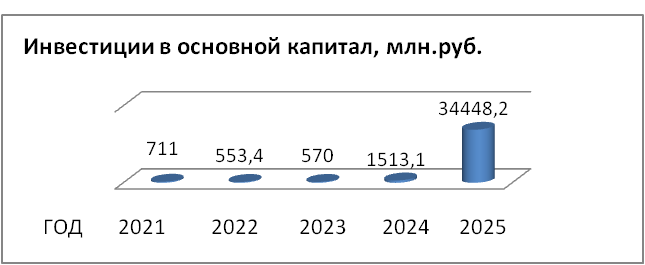 Инвестиции в основной капитал, млн.руб.
34448,2
711 553,4 570 1513,1
ГОД 2021 2022 2023 2024 2025